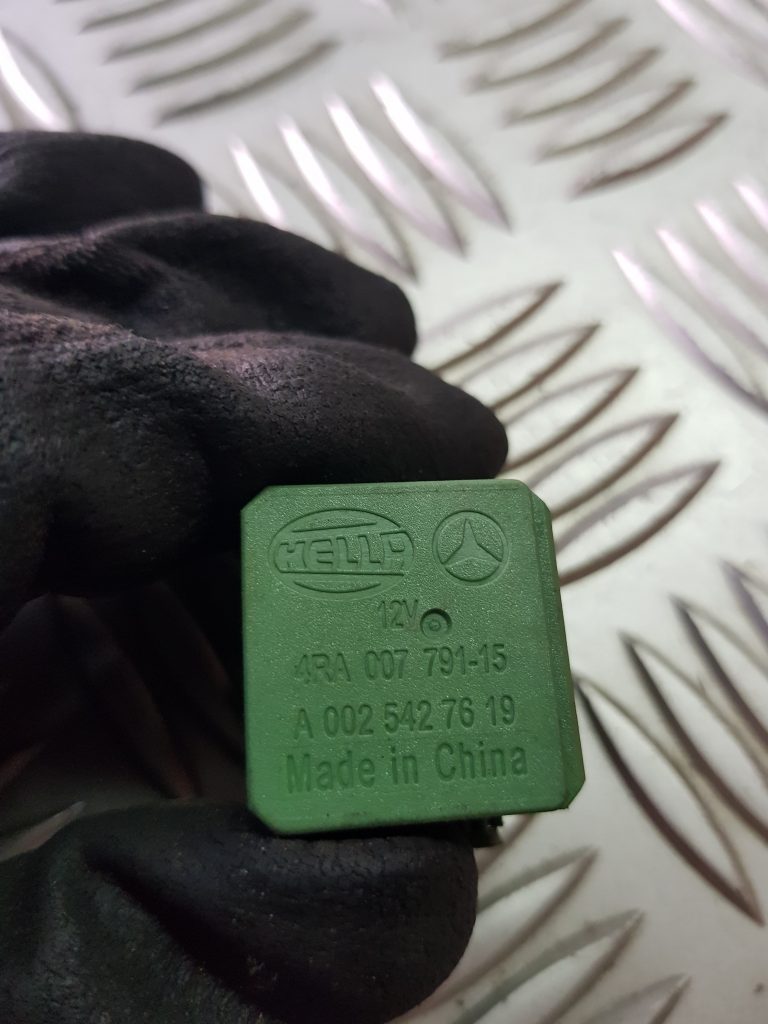 HELLA
12V
4RA 007 791-15
A 002 542 76 19
Made in China